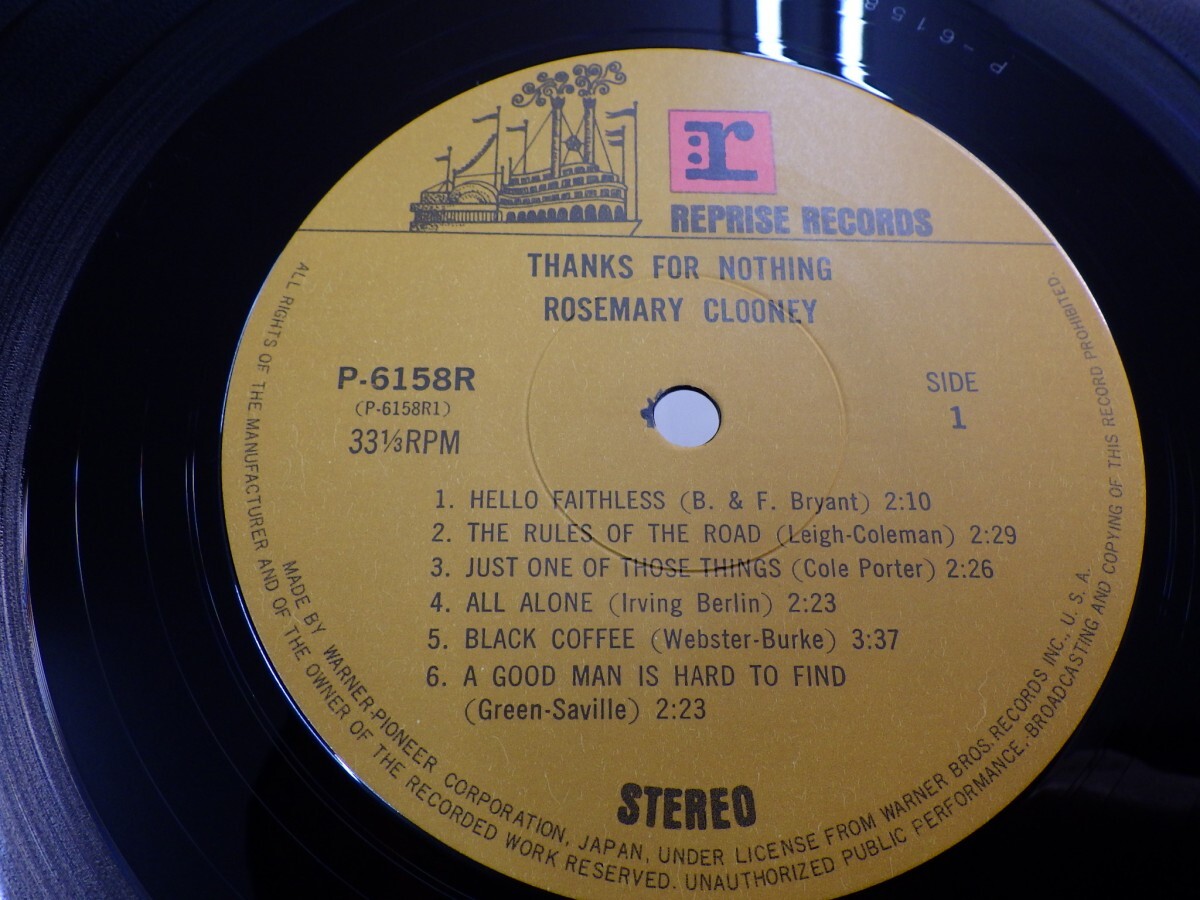 P-6158
r
REPRISE RECORDS
THANKS FOR NOTHING
ROSEMARY CLOONEY
P-6158R
(P-6158R1)
33⅓RPM
SIDE
1
1. HELLO FAITHLESS (B. & F. Bryant) 2:10
2. THE RULES OF THE ROAD (Leigh-Coleman) 2:29
3. JUST ONE OF THOSE THINGS (Cole Porter) 2:26
4. ALL ALONE (Irving Berlin) 2:23
5. BLACK COFFEE (Webster-Burke) 3:37
6. A GOOD MAN IS HARD TO FIND
(Green-Saville) 2:23
STEREO
MADE BY WARNER-PIONEER CORPORATION, JAPAN, UNDER LICENSE FROM WARNER BROS. RECORDS INC., U. S. A.
ALL RIGHTS OF THE MANUFACTURER AND OF THE OWNER OF THE RECORDED WORK RESERVED. UNAUTHORIZED PUBLIC PERFORMANCE, BROADCASTING AND COPYING OF THIS RECORD PROHIBITED.